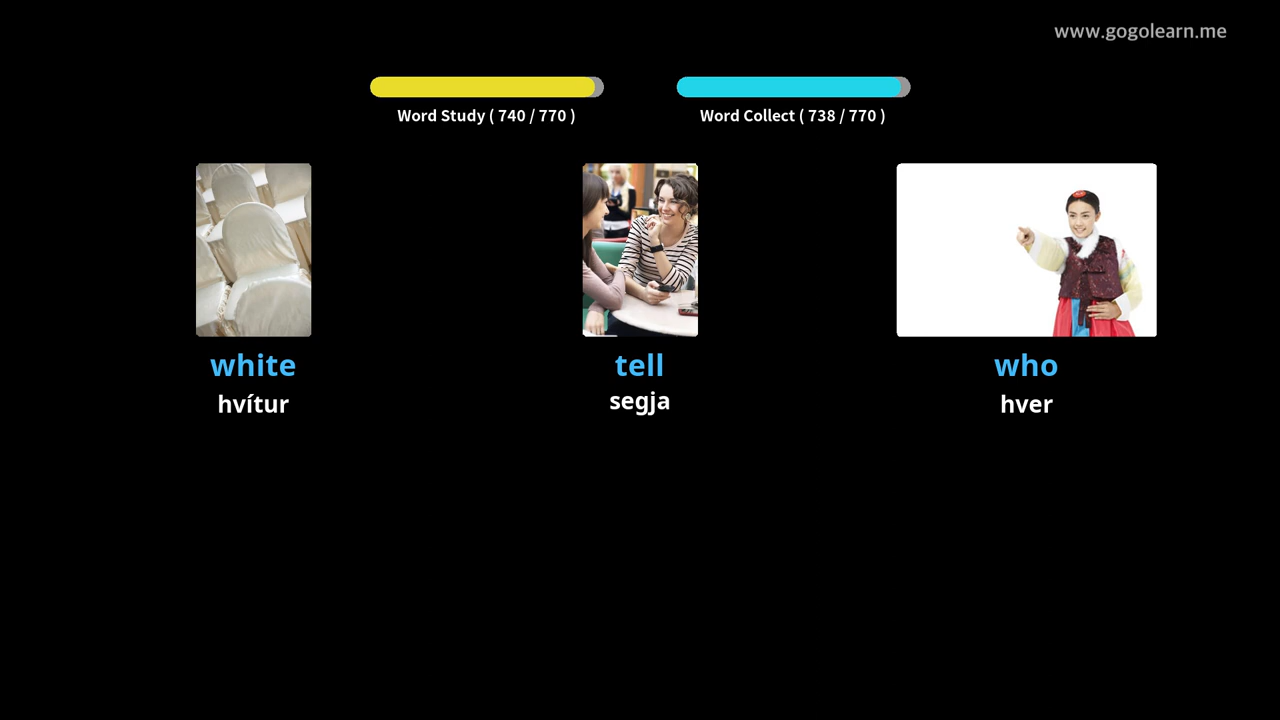 www.gogolearn.me
Word Study ( 740 / 770 )
Word Collect ( 738 / 770 )
white
hvítur
tell
segja
who
hver